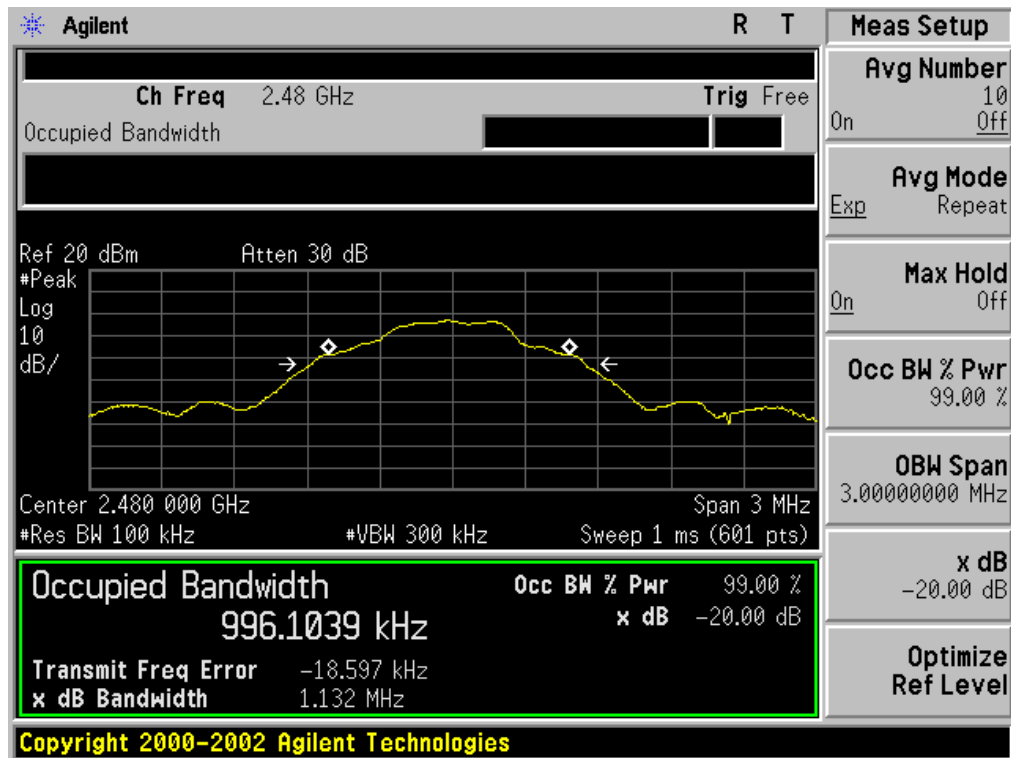 Agilent R T
Ch Freq 2.48 GHz Trig Free
Occupied Bandwidth
Ref 20 dBm Atten 30 dB
#Peak
Log
10
dB/
Center 2.480 000 GHz Span 3 MHz
#Res BW 100 kHz #VBW 300 kHz Sweep 1 ms (601 pts)
Occupied Bandwidth Occ BW % Pwr 99.00 %
996.1039 kHz x dB -20.00 dB
Transmit Freq Error -18.597 kHz
x dB Bandwidth 1.132 MHz
Copyright 2000-2002 Agilent Technologies
Meas Setup
Avg Number
10
On Off
Avg Mode
Exp Repeat
Max Hold
On Off
Occ BW % Pwr
99.00 %
OBW Span
3.00000000 MHz
x dB
-20.00 dB
Optimize
Ref Level